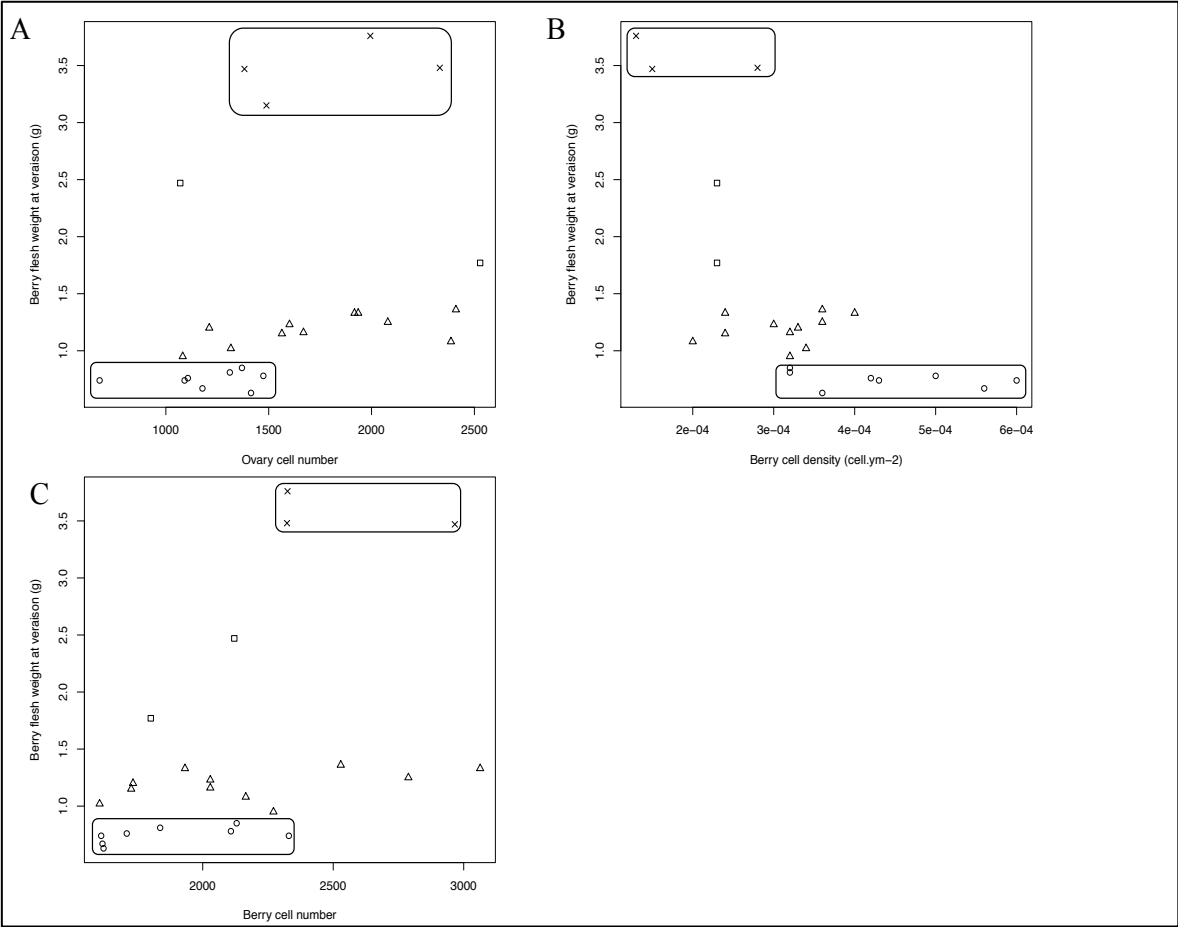 A
Berry flesh weight at veraison (g)
3.5
3.0
2.5
2.0
1.5
1.0
1000 1500 2000 2500
Ovary cell number
B
Berry flesh weight at veraison (g)
3.5
3.0
2.5
2.0
1.5
1.0
2e−04 3e−04 4e−04 5e−04 6e−04
Berry cell density (cell.ym−2)
C
Berry flesh weight at veraison (g)
3.5
3.0
2.5
2.0
1.5
1.0
2000 2500 3000
Berry cell number